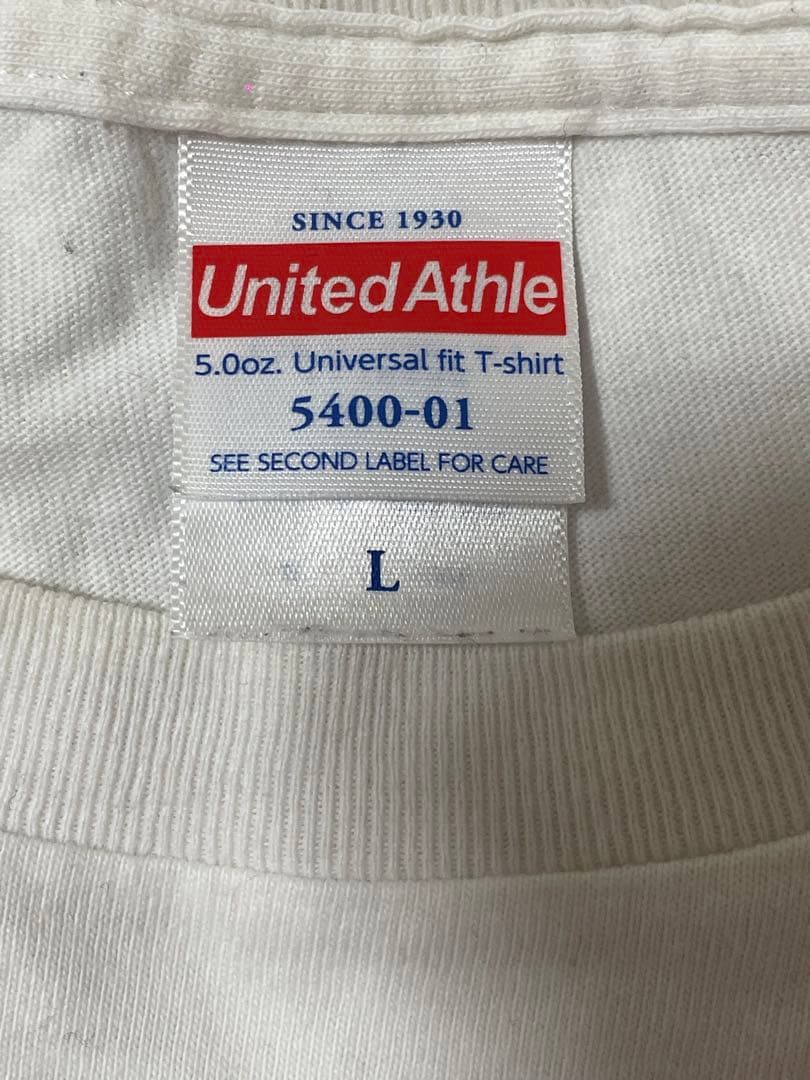 SINCE 1930
United Athle
5.0oz. Universal fit T-shirt
5400-01
SEE SECOND LABEL FOR CARE
L